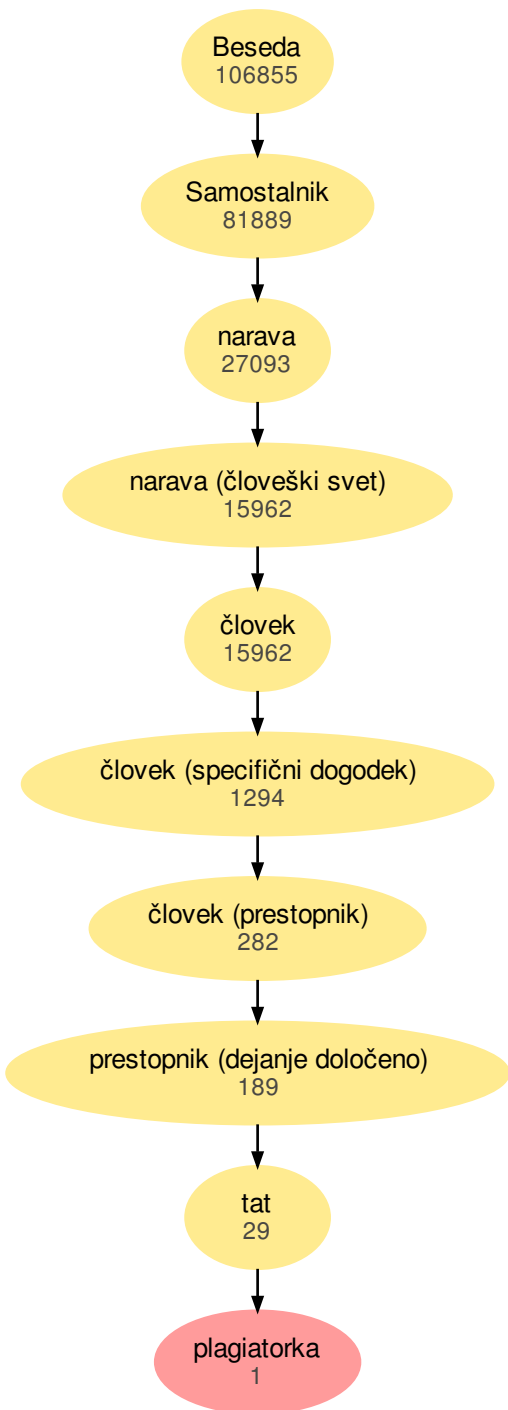 Beseda
106855
Samostalnik
81889
narava
27093
narava (človeški svet)
15962
človek
15962
človek (specifični dogodek)
1294
človek (prestopnik)
282
prestopnik (dejanje določeno)
189
tat
29
plagiatorka
1